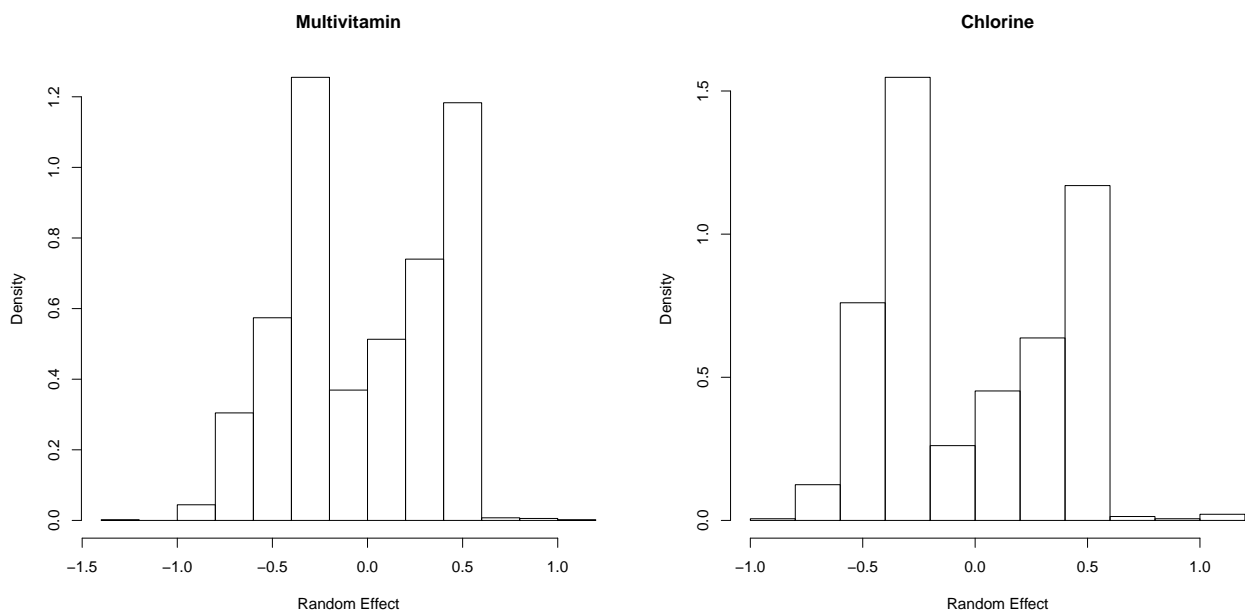 Multivitamin
Density
1.2
1.0
0.8
0.6
0.4
0.2
0.0
−1.5 −1.0 −0.5 0.0 0.5 1.0
Random Effect
Chlorine
Density
1.5
1.0
0.5
0.0
−1.0 −0.5 0.0 0.5 1.0
Random Effect